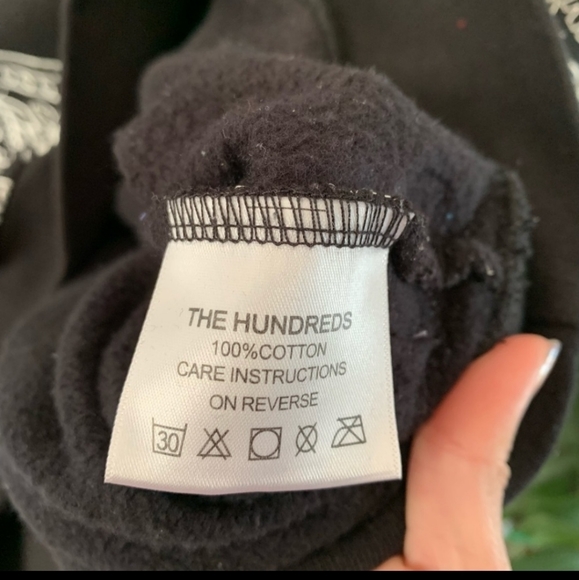 THE HUNDREDS
100%COTTON
CARE INSTRUCTIONS
ON REVERSE
30